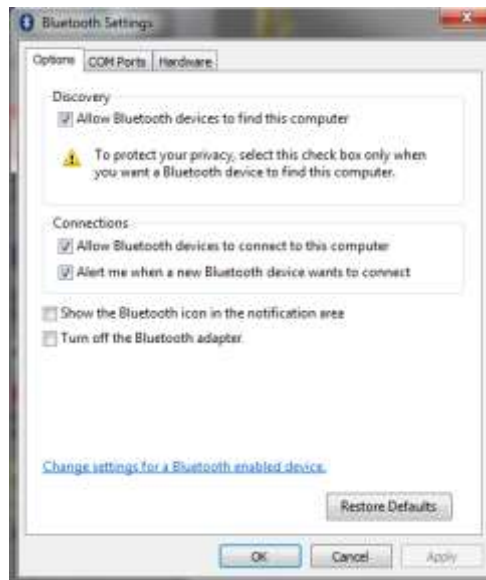 Bluetooth Settings
Options COM Ports Hardware
Discovery
Allow Bluetooth devices to find this computer
To protect your privacy, select this check box only when
you want a Bluetooth device to find this computer.
Connections
Allow Bluetooth devices to connect to this computer
Alert me when a new Bluetooth device wants to connect
Show the Bluetooth icon in the notification area
Turn off the Bluetooth adapter
Change settings for a Bluetooth enabled device.
Restore Defaults
OK Cancel Apply